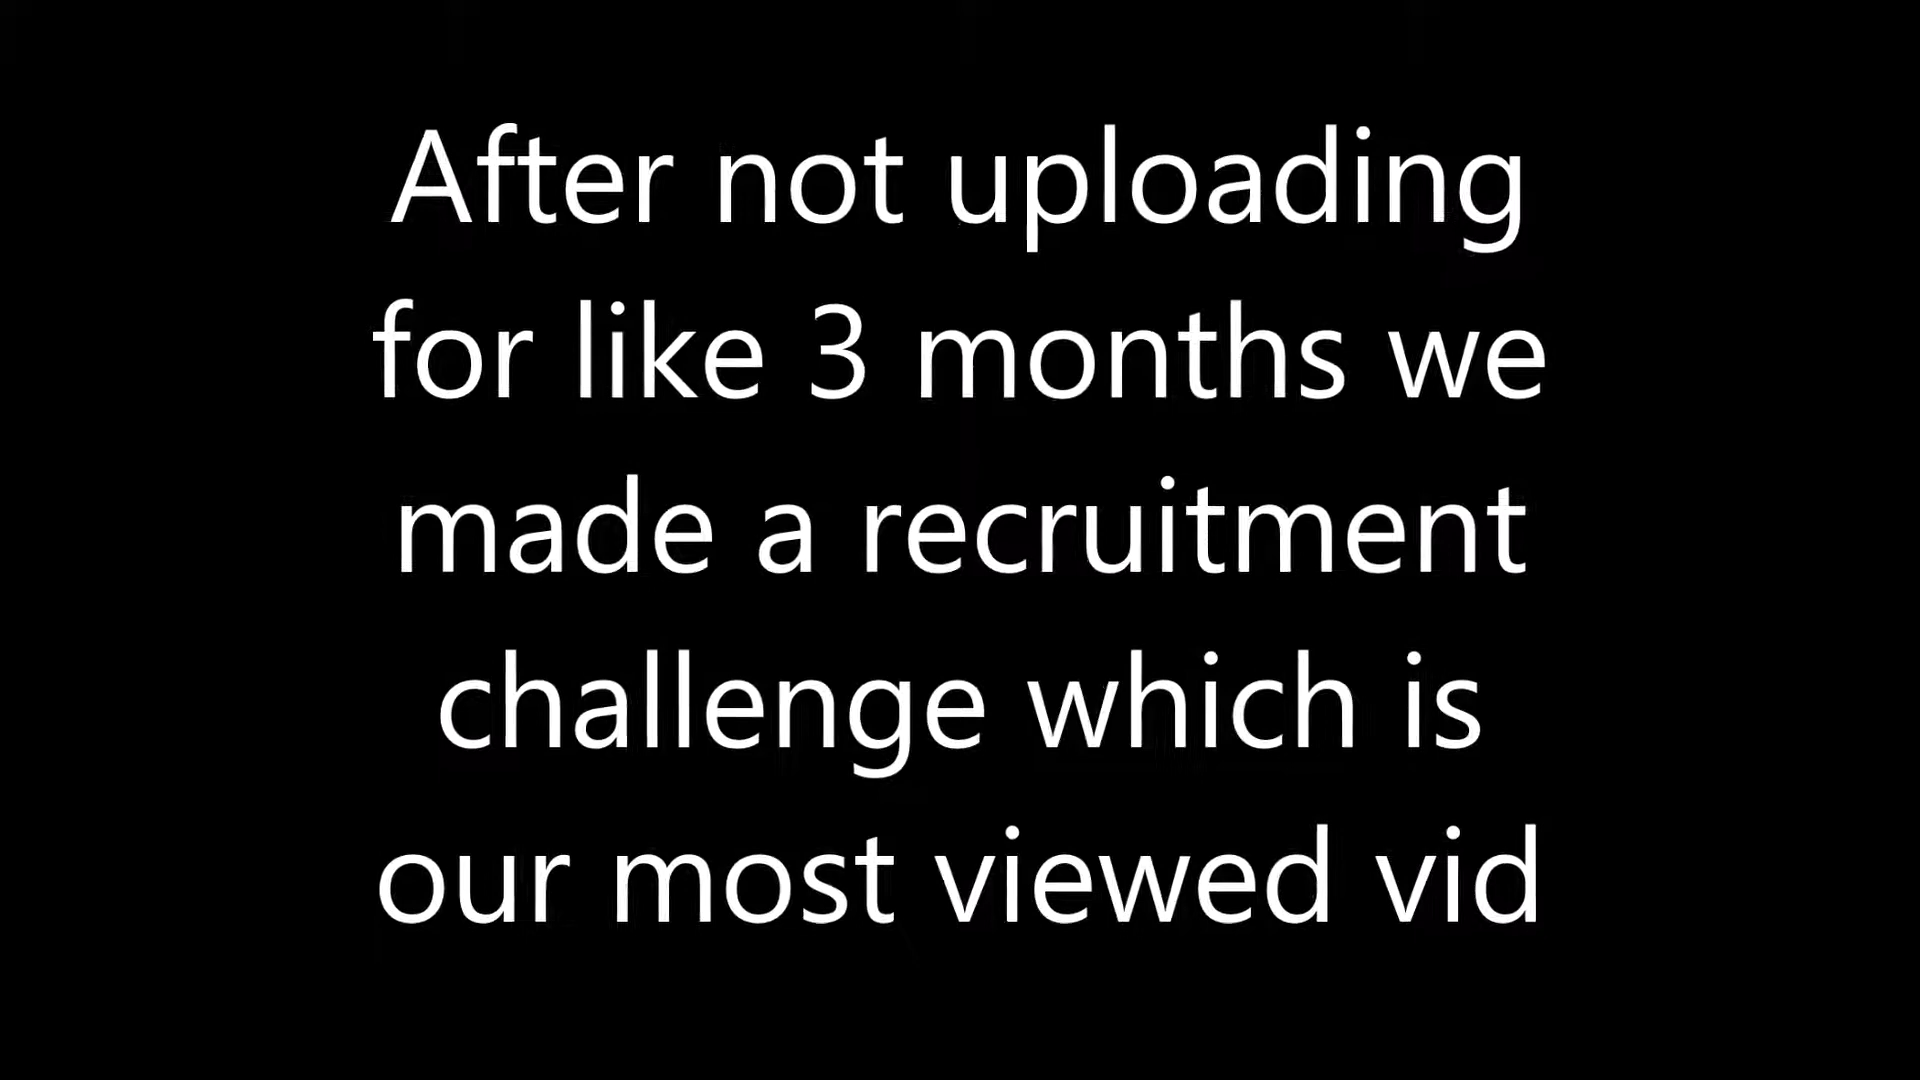 After not uploading
for like 3 months we
made a recruitment
challenge which is
our most viewed vid